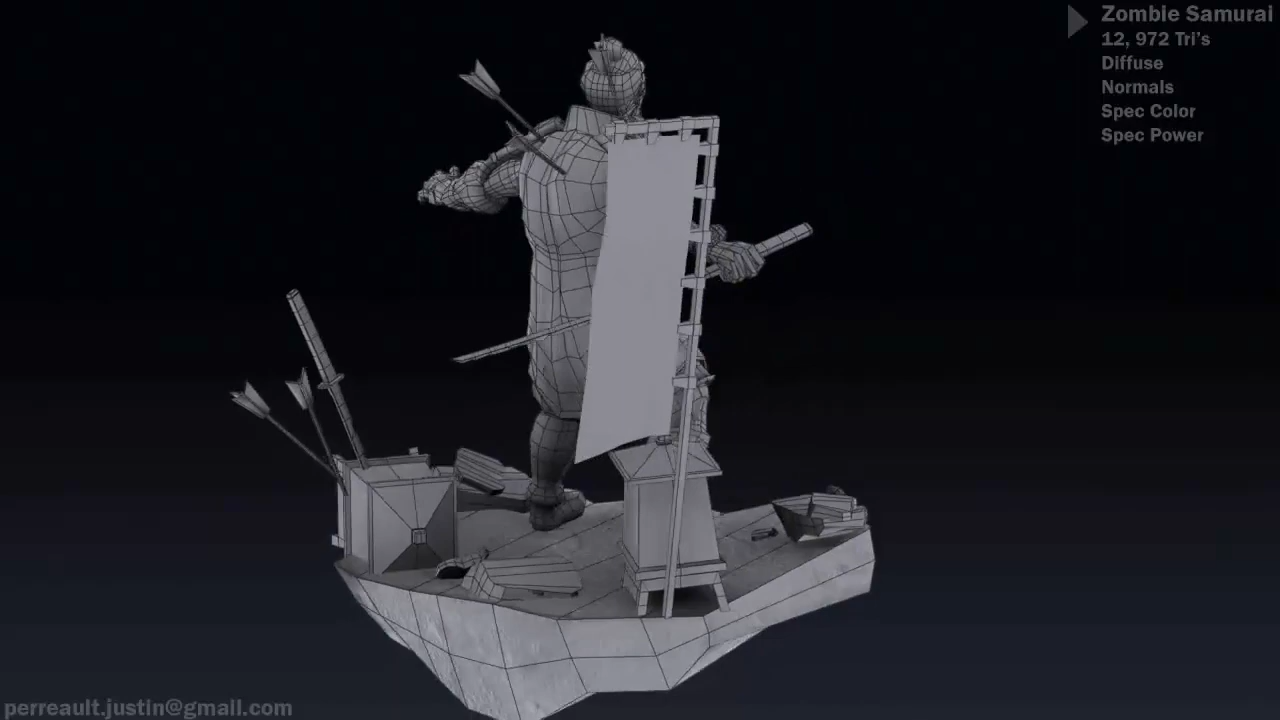 Zombie Samurai
12, 972 Tri's
Diffuse
Normals
Spec Color
Spec Power
perreault.justin@gmail.com